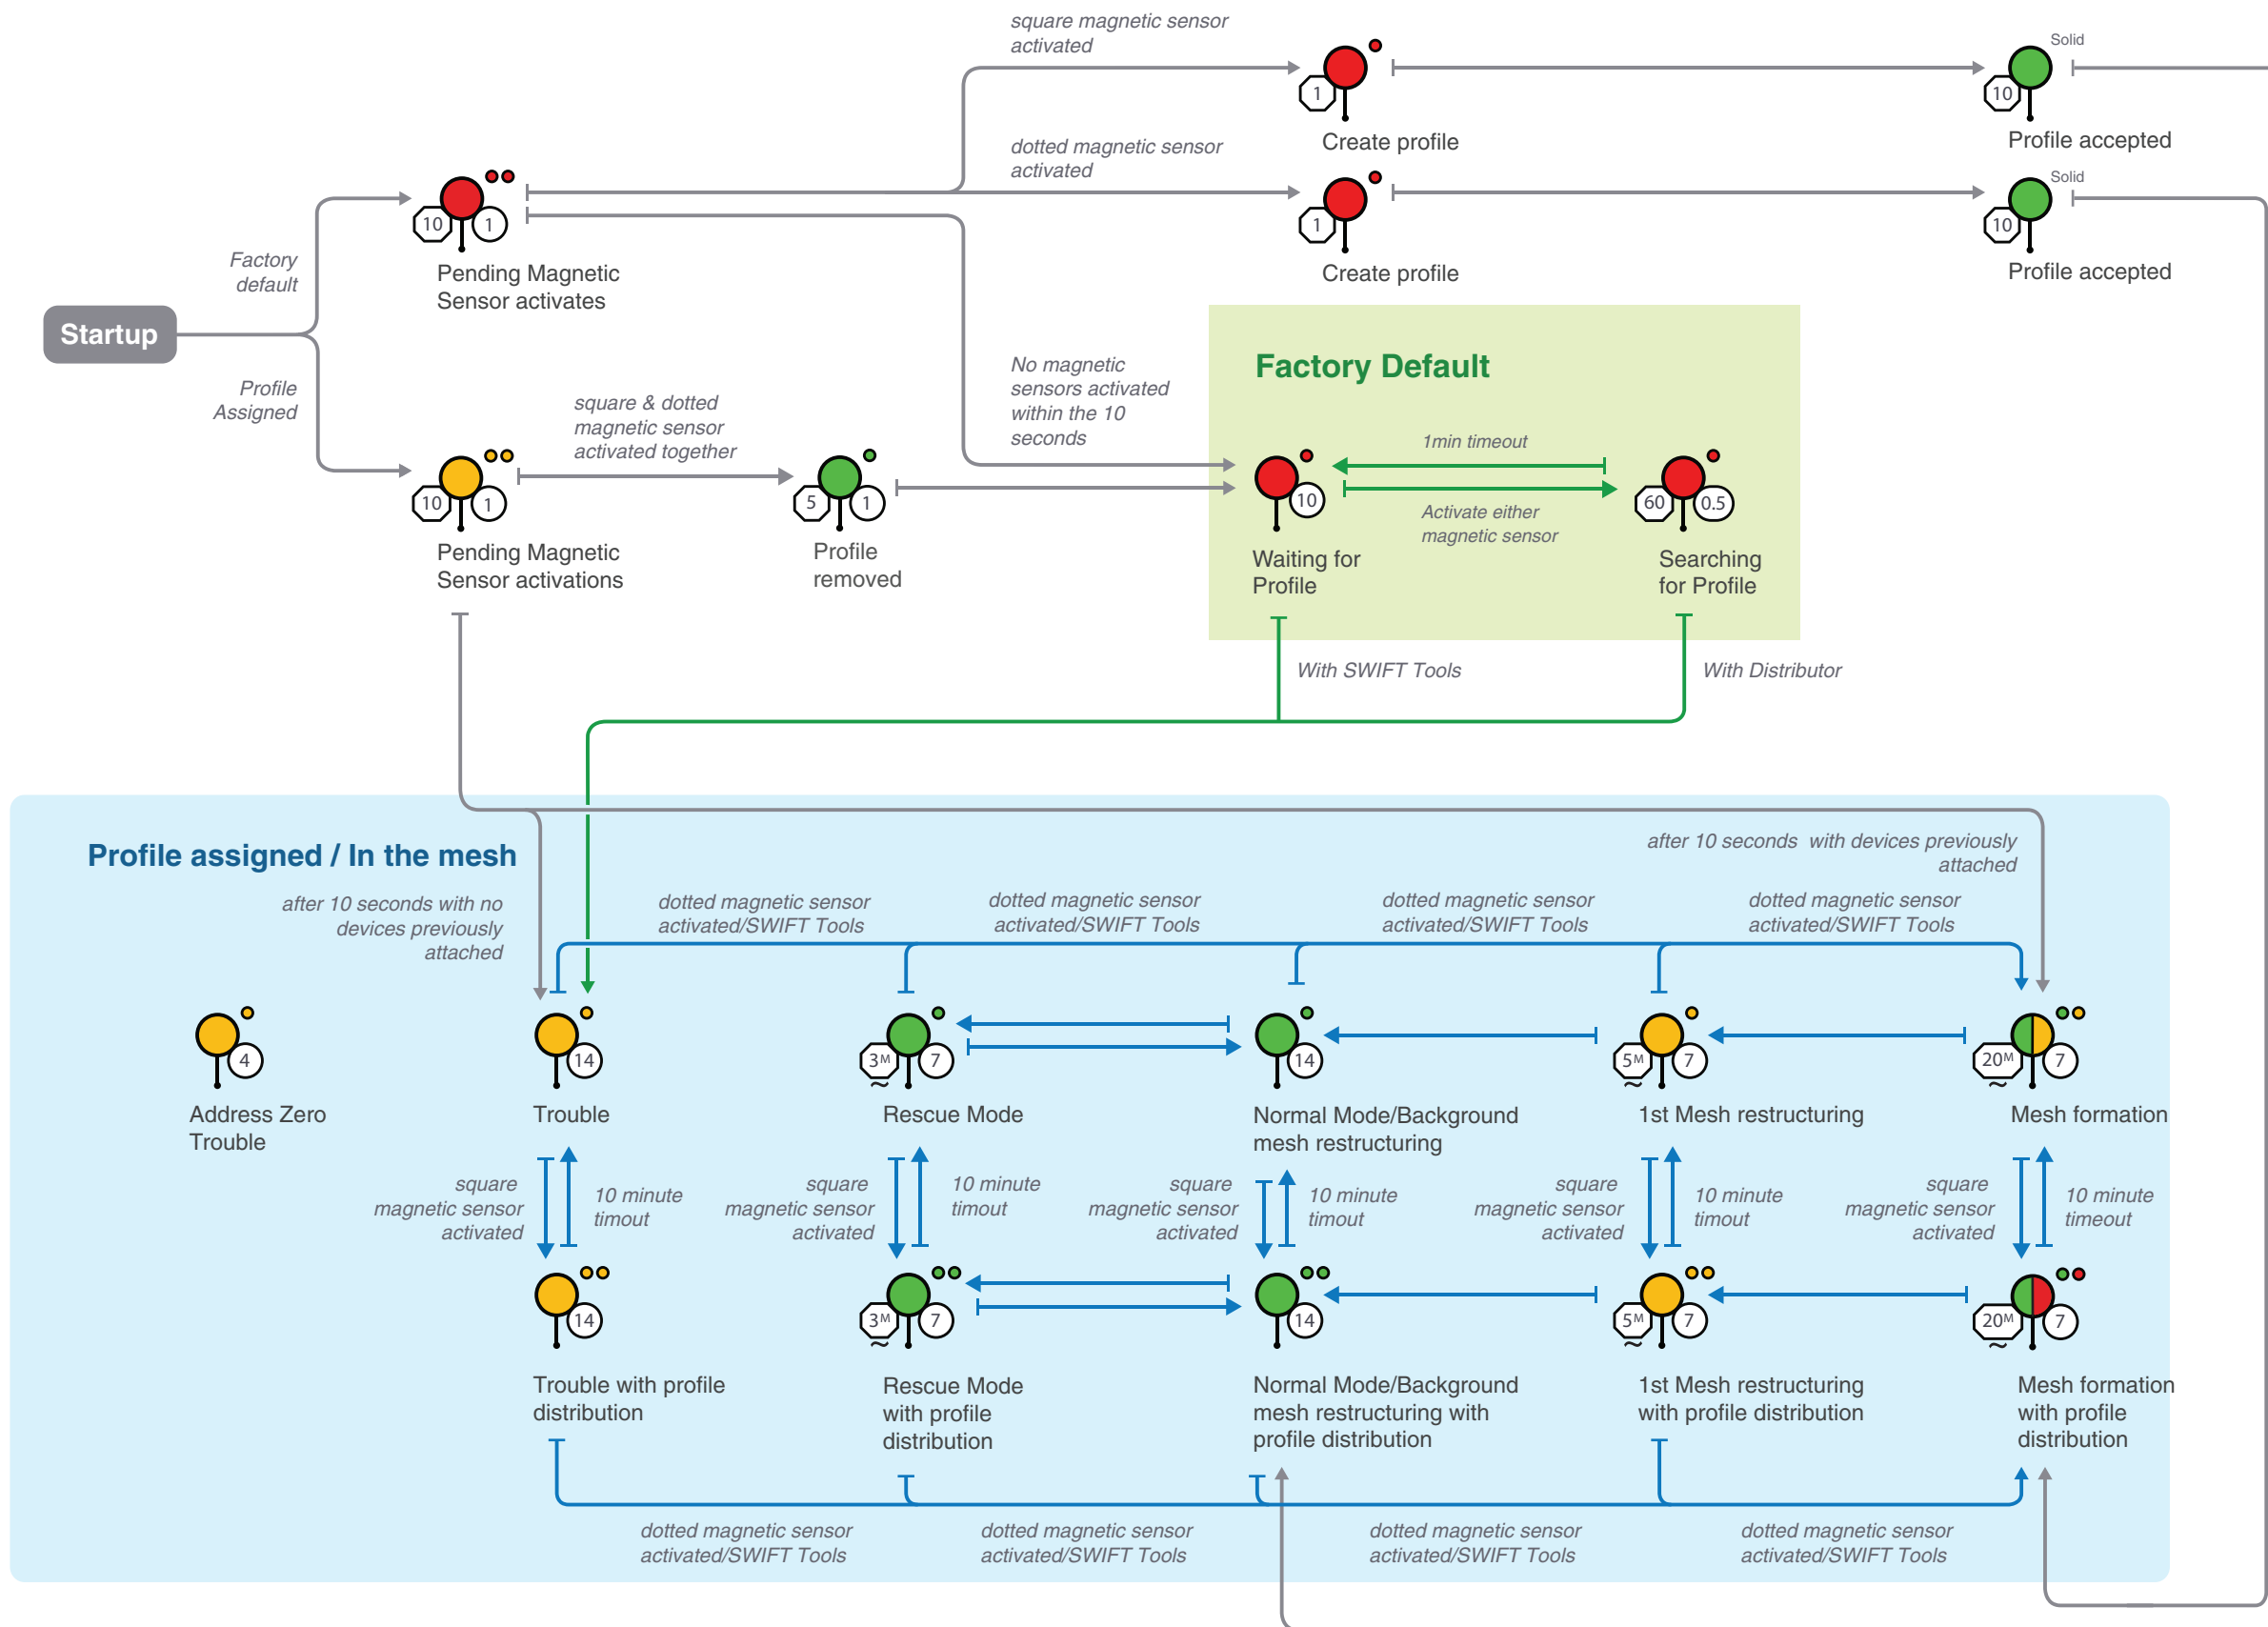 square magnetic sensor
activated
Solid
1
10
Create profile
Profile accepted
dotted magnetic sensor
activated
Solid
10
1
1
10
Pending Magnetic
Sensor activates
Create profile
Profile accepted
Factory
default
Startup
Profile
Assigned
square & dotted
magnetic sensor
activated together
No magnetic
sensors activated
within the 10
seconds
Factory Default
1min timeout
10
1
5
1
10
60
0.5
Activate either
magnetic sensor
Pending Magnetic
Sensor activations
Profile
removed
Waiting for
Profile
Searching
for Profile
With SWIFT Tools
With Distributor
Profile assigned / In the mesh
after 10 seconds  with devices previously
attached
after 10 seconds with no
devices previously
attached
dotted magnetic sensor
activated/SWIFT Tools
dotted magnetic sensor
activated/SWIFT Tools
dotted magnetic sensor
activated/SWIFT Tools
dotted magnetic sensor
activated/SWIFT Tools
4
14
3M
~
7
14
5M
~
7
20M
~
7
Address Zero
Trouble
Trouble
Rescue Mode
Normal Mode/Background
mesh restructuring
1st Mesh restructuring
Mesh formation
square
magnetic sensor
activated
10 minute
timout
square
magnetic sensor
activated
10 minute
timout
square
magnetic sensor
activated
10 minute
timout
square
magnetic sensor
activated
10 minute
timout
square
magnetic sensor
activated
10 minute
timeout
14
3M
~
7
14
5M
~
7
20M
~
7
Trouble with profile
distribution
Rescue Mode
with profile
distribution
Normal Mode/Background
mesh restructuring with
profile distribution
1st Mesh restructuring
with profile distribution
Mesh formation
with profile
distribution
dotted magnetic sensor
activated/SWIFT Tools
dotted magnetic sensor
activated/SWIFT Tools
dotted magnetic sensor
activated/SWIFT Tools
dotted magnetic sensor
activated/SWIFT Tools